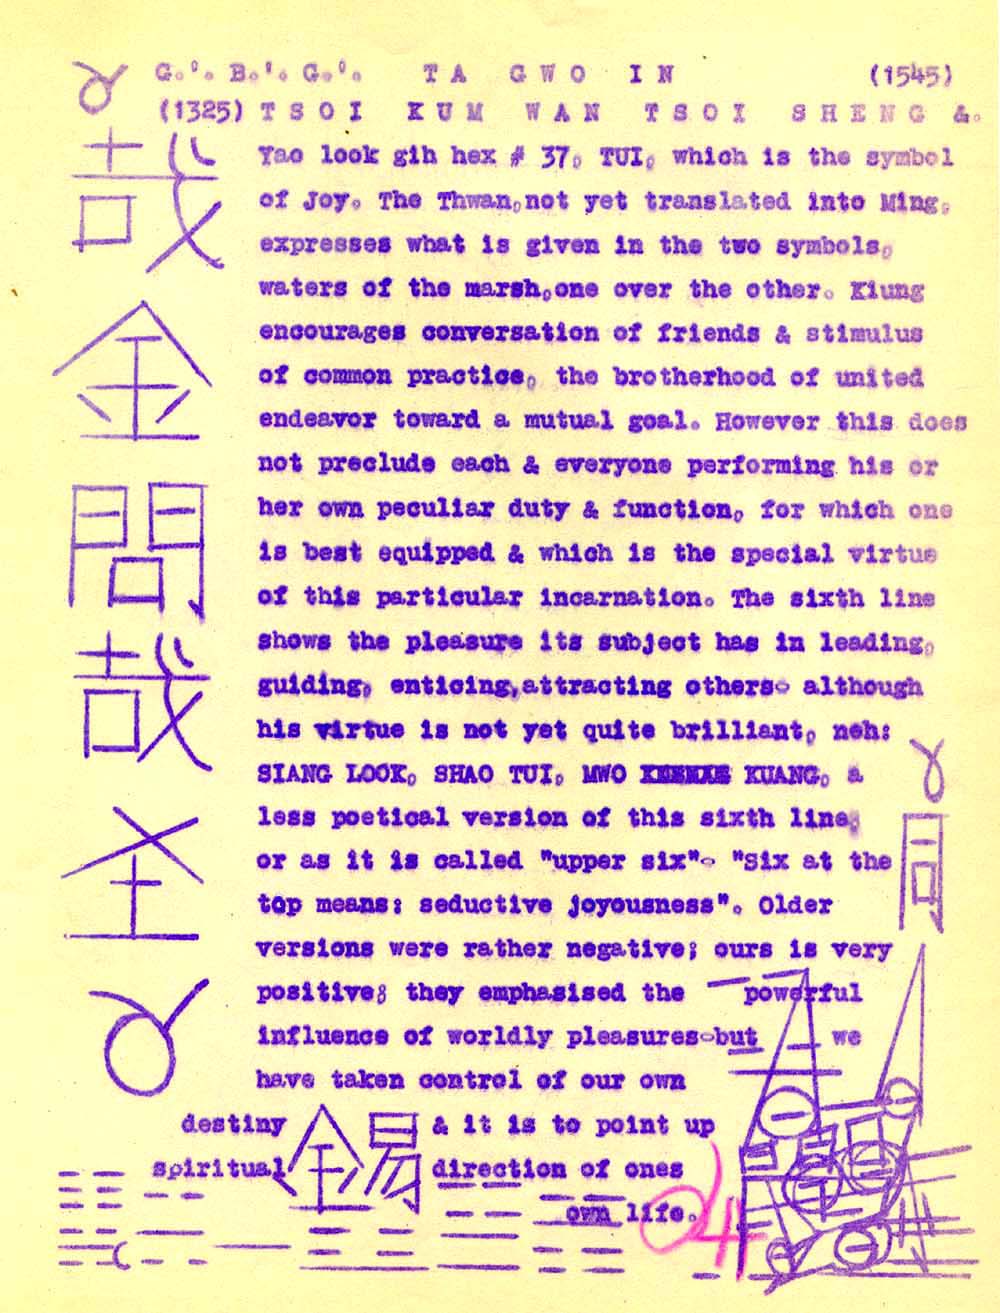 G.'. B.'. G.'. TA GWO IN (1545)
(1325) TSOI KUM WAN TSOI SHENG &.
Yao look gih hex # 37, TUI, which is the symbol
of Joy. The Thwan,not yet translated into Ming,
expresses what is given in the two symbols,
waters of the marsh,one over the other. Kiung
encourages conversation of friends & stimulus
of common practice, the brotherhood of united
endeavor toward a mutual goal. However this does
not preclude each & everyone performing his or
her own peculiar duty & function, for which one
is best equipped & which is the special virtue
of this particular incarnation. The sixth line
shows the pleasure its subject has in leading,
guiding, enticing,attracting others- although
his virtue is not yet quite brilliant, neh:
SIANG LOOK, SHAO TUI, MWO KUANG, a
less poetical version of this sixth line,
or as it is called "upper six"- "Six at the
top means: seductive joyousness". Older
versions were rather negative; ours is very
positive; they emphasised the powerful
influence of worldly pleasures-but we
have taken control of our own
destiny & it is to point up
spiritual direction of ones
own life.
哉
金
問
哉
全
金易
24